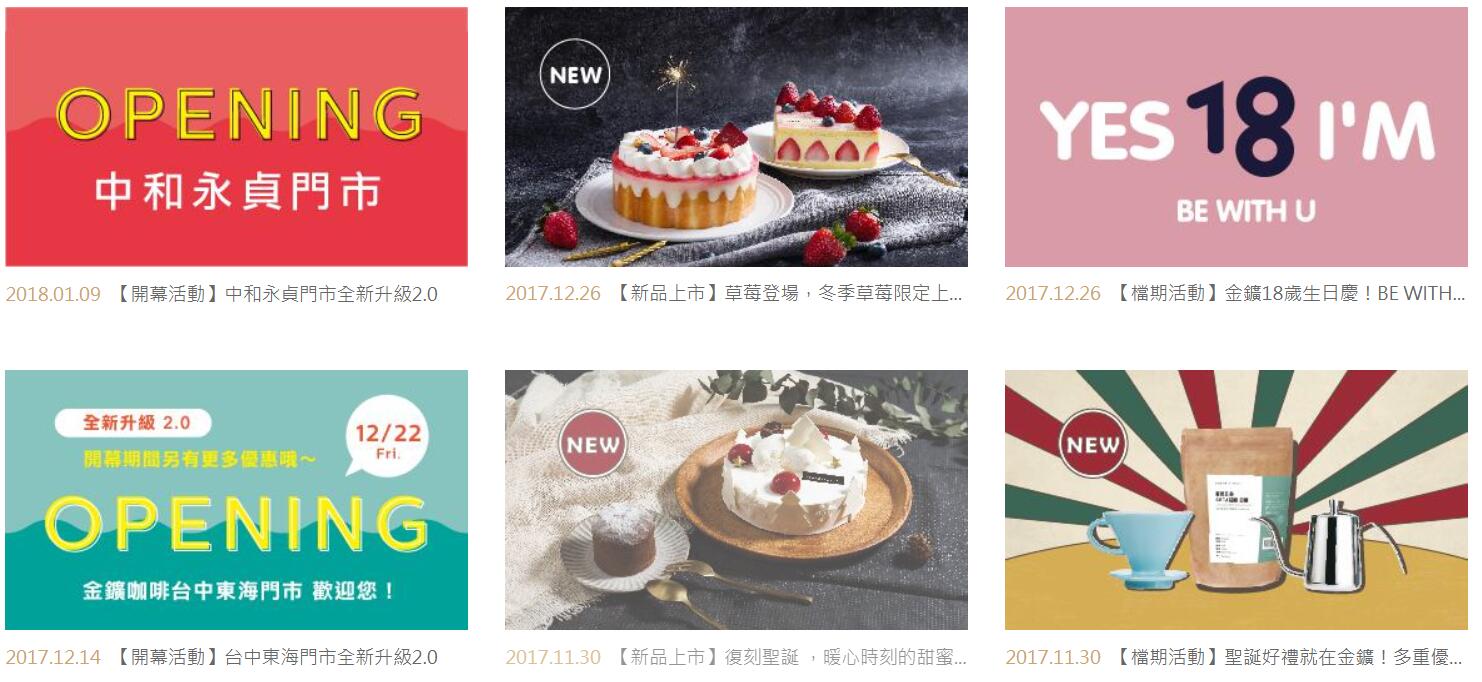 OPENING
中和永貞門市
2018.01.09 【開幕活動】中和永貞門市全新升級2.0
NEW
2017.12.26 【新品上市】草莓登場，冬季草莓限定上...
YES 18 I'M
BE WITH U
2017.12.26 【檔期活動】金鑛18歲生日慶！BE WITH...
全新升級 2.0
12/22
Fri.
開幕期間另有更多優惠哦～
OPENING
金鑛咖啡台中東海門市 歡迎您！
2017.12.14 【開幕活動】台中東海門市全新升級2.0
NEW
2017.11.30 【新品上市】復刻聖誕 ，暖心時刻的甜蜜...
NEW
2017.11.30 【檔期活動】聖誕好禮就在金鑛！多重優...